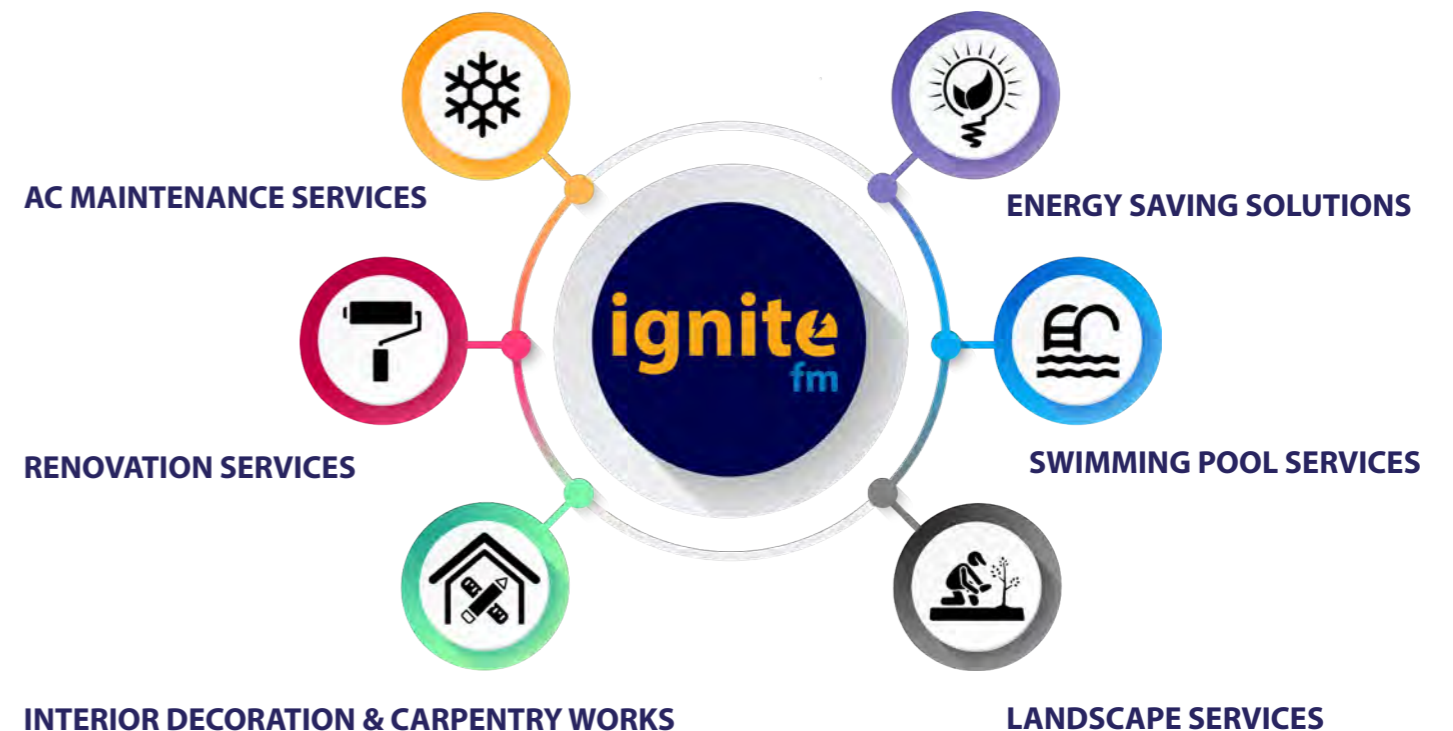 AC MAINTENANCE SERVICES
ENERGY SAVING SOLUTIONS
ignite
fm
RENOVATION SERVICES
SWIMMING POOL SERVICES
INTERIOR DECORATION & CARPENTRY WORKS
LANDSCAPE SERVICES